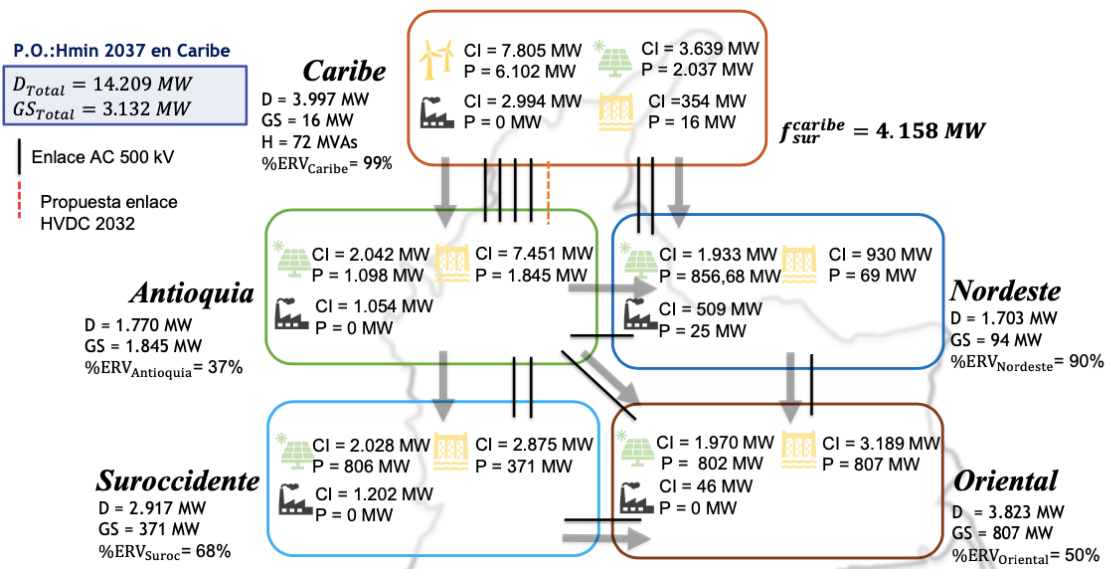 P.O.:Hmin 2037 en Caribe
D_Total = 14.209 MW
GS_Total = 3.132 MW
Enlace AC 500 kV
Propuesta enlace
HVDC 2032
Caribe
D = 3.997 MW
GS = 16 MW
H = 72 MVAs
%ERV_Caribe= 99%
CI = 7.805 MW
P = 6.102 MW
CI = 3.639 MW
P = 2.037 MW
CI = 2.994 MW
P = 0 MW
CI =354 MW
P = 16 MW
f_sur^caribe = 4.158 MW
Antioquia
D = 1.770 MW
GS = 1.845 MW
%ERV_Antioquia= 37%
CI = 2.042 MW
P = 1.098 MW
CI = 7.451 MW
P = 1.845 MW
CI = 1.054 MW
P = 0 MW
CI = 1.933 MW
P = 856,68 MW
CI = 930 MW
P = 69 MW
CI = 509 MW
P = 25 MW
Nordeste
D = 1.703 MW
GS = 94 MW
%ERV_Nordeste= 90%
Suroccidente
D = 2.917 MW
GS = 371 MW
%ERV_Suroc= 68%
CI = 2.028 MW
P = 806 MW
CI = 2.875 MW
P = 371 MW
CI = 1.202 MW
P = 0 MW
CI = 1.970 MW
P = 802 MW
CI = 3.189 MW
P = 807 MW
CI = 46 MW
P = 0 MW
Oriental
D = 3.823 MW
GS = 807 MW
%ERV_Oriental= 50%